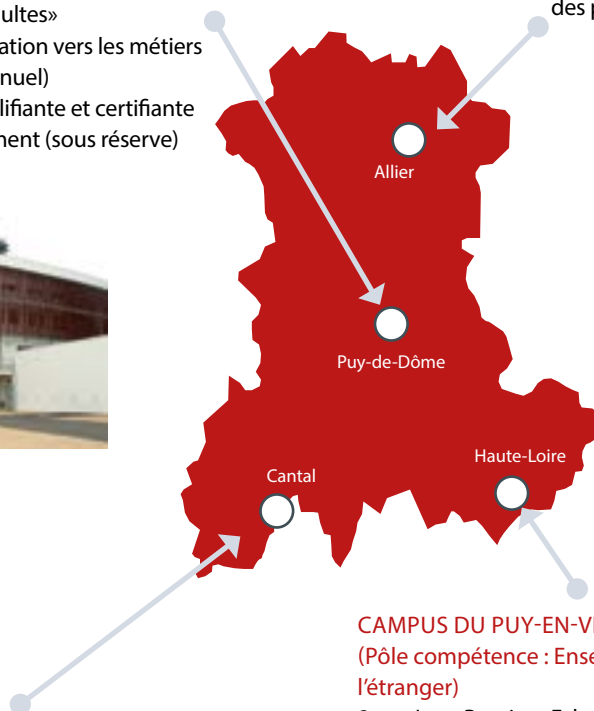 ultes»
ation vers les métiers
nuel)
lifiante et certifiante
nent (sous réserve)
des p
Allier
Puy-de-Dôme
Cantal
Haute-Loire
CAMPUS DU PUY-EN-V
(Pôle compétence : Ense
l'étranger)